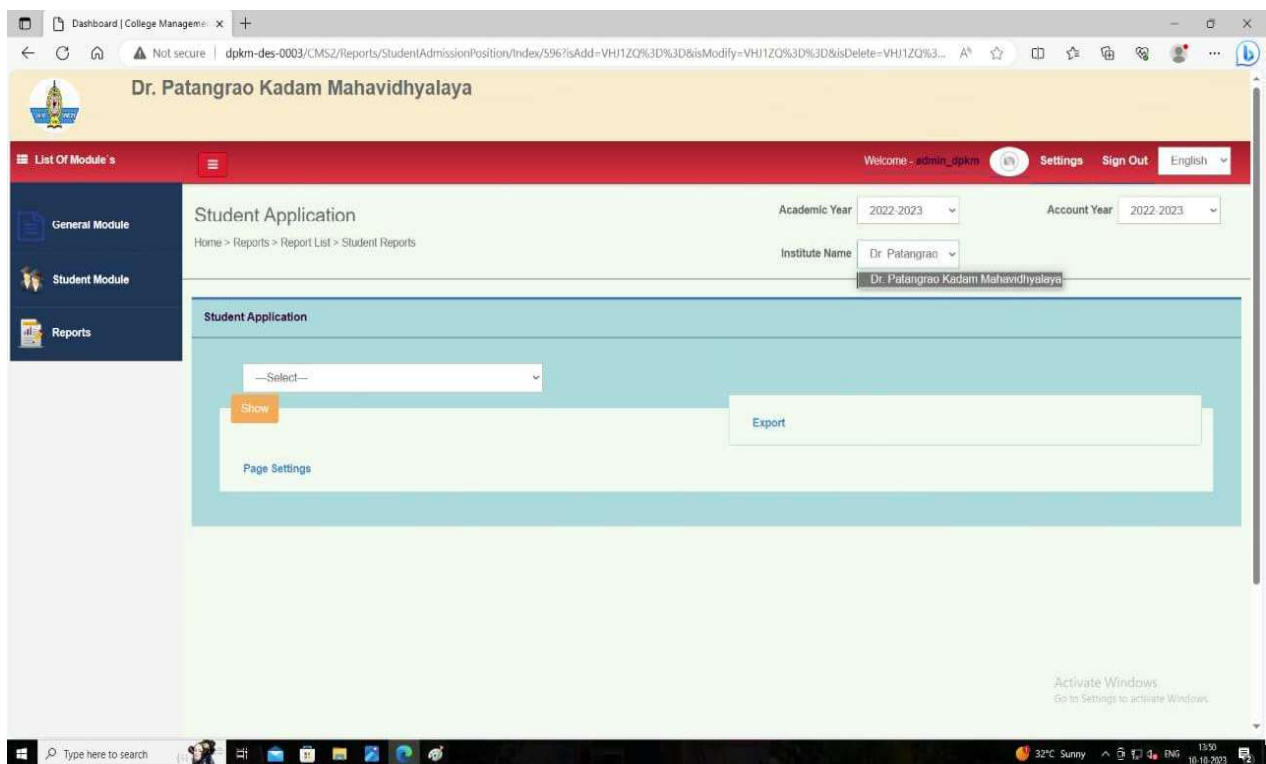 Dashboard | College Manageme
Not secure dpkm-des-0003/CMS2/Reports/StudentAdmissionPosition/Index/596?isAdd=VHJ1ZQ%3D%3D&isModify=VHJ1ZQ%3D%3D&isDelete=VHJ1ZQ%3...
Dr. Patangrao Kadam Mahavidhyalaya
List Of Module's
Welcome - admin_dpkm Settings Sign Out English
General Module
Student Module
Reports
Student Application
Home > Reports > Report List > Student Reports
Academic Year 2022-2023 Account Year 2022-2023
Institute Name Dr. Patangrao
Dr. Patangrao Kadam Mahavidhyalaya
Student Application
---Select---
Show
Export
Page Settings
Activate Windows
Go to Settings to activate Windows.
Type here to search
32°C Sunny ENG 13:50
10-10-2023